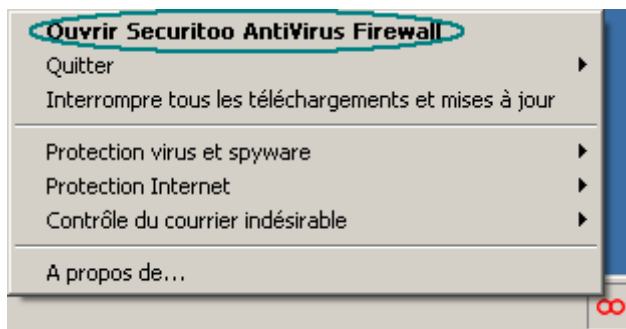 Ouvrir Securitoo AntiVirus Firewall
Quitter
Interrompre tous les téléchargements et mises à jour
Protection virus et spyware
Protection Internet
Contrôle du courrier indésirable
A propos de...